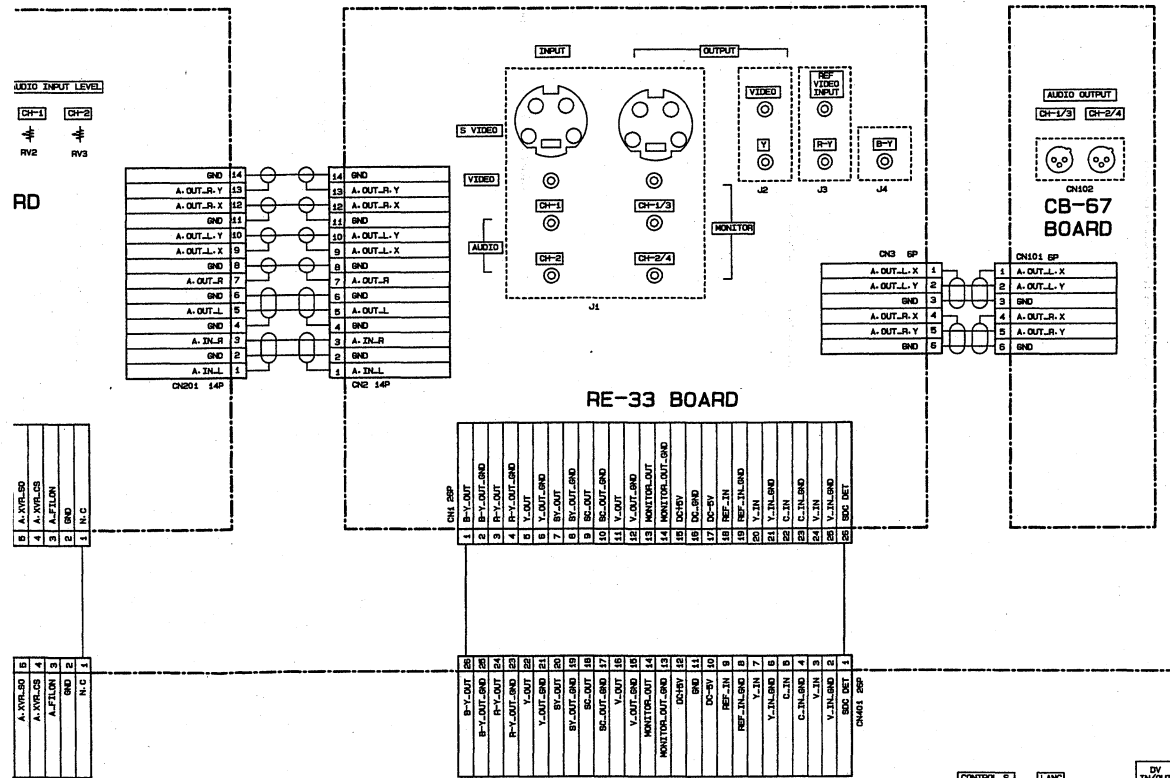 INPUT
OUTPUT
UDIO INPUT LEVEL
CH-1 CH-2
RV2 RV3
RD
S VIDEO
VIDEO
CH-1
AUDIO
CH-2
CH-1/3
CH-2/4
MONITOR
J1
VIDEO
Y
J2
REF VIDEO INPUT
R-Y
J3
B-Y
J4
AUDIO OUTPUT
CH-1/3 CH-2/4
CN102
CB-67
BOARD
GND 14 14 GND
A.OUT_R.Y 13 13 A.OUT_R.Y
A.OUT_R.X 12 12 A.OUT_R.X
GND 11 11 GND
A.OUT_L.Y 10 10 A.OUT_L.Y
A.OUT_L.X 9 9 A.OUT_L.X
GND 8 8 GND
A.OUT_R 7 7 A.OUT_R
GND 6 6 GND
A.OUT_L 5 5 A.OUT_L
GND 4 4 GND
A.IN_R 3 3 A.IN_R
GND 2 2 GND
A.IN_L 1 1 A.IN_L
CN201 14P CN2 14P
CN3 6P CN101 6P
A.OUT_L.X 1 1 A.OUT_L.X
A.OUT_L.Y 2 2 A.OUT_L.Y
GND 3 3 GND
A.OUT_R.X 4 4 A.OUT_R.X
A.OUT_R.Y 5 5 A.OUT_R.Y
GND 6 6 GND
RE-33 BOARD
5 A.XVR_SO
4 A.XVR_CS
3 A_FILON
2 GND
1 N.C
CN1 26P
1 B-Y_OUT
2 B-Y_OUT_GND
3 R-Y_OUT
4 R-Y_OUT_GND
5 Y_OUT
6 Y_OUT_GND
7 SY_OUT
8 SY_OUT_GND
9 SC_OUT
10 SC_OUT_GND
11 V_OUT
12 V_OUT_GND
13 MONITOR_OUT
14 MONITOR_OUT_GND
15 DC+5V
16 DC_GND
17 DC-5V
18 REF_IN
19 REF_IN_GND
20 Y_IN
21 Y_IN_GND
22 C_IN
23 C_IN_GND
24 V_IN
25 V_IN_GND
26 SDC DET
5 A.XVR_SO
4 A.XVR_CS
3 A_FILON
2 GND
1 N.C
26 B-Y_OUT
25 B-Y_OUT_GND
24 R-Y_OUT
23 R-Y_OUT_GND
22 Y_OUT
21 Y_OUT_GND
20 SY_OUT
19 SY_OUT_GND
18 SC_OUT
17 SC_OUT_GND
16 V_OUT
15 V_OUT_GND
14 MONITOR_OUT
13 MONITOR_OUT_GND
12 DC+5V
11 GND
10 DC-5V
9 REF_IN
8 REF_IN_GND
7 Y_IN
6 Y_IN_GND
5 C_IN
4 C_IN_GND
3 V_IN
2 V_IN_GND
1 SDC DET
CN401 26P
CONTROL S
LANC
DV